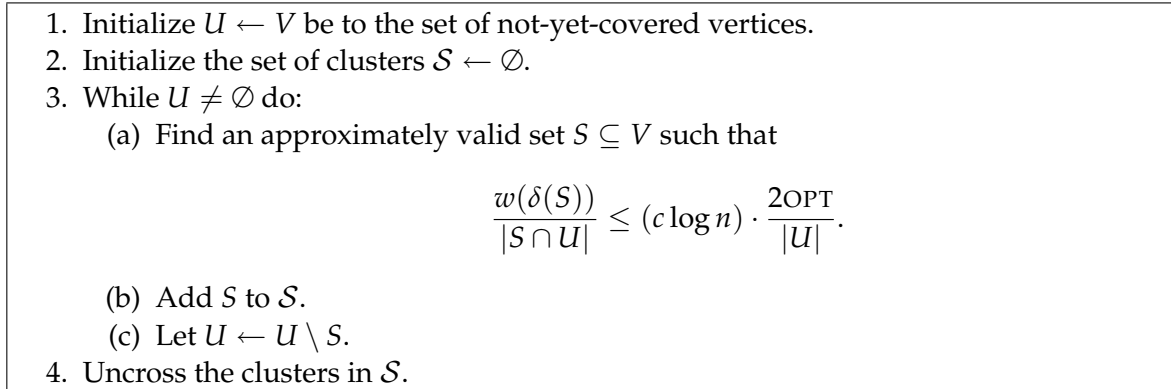 1. Initialize U ← V be to the set of not-yet-covered vertices.
2. Initialize the set of clusters 𝒮 ← ∅.
3. While U ≠ ∅ do:
(a) Find an approximately valid set S ⊆ V such that
w(δ(S)) / |S ∩ U| ≤ (c log n) · 2OPT / |U|.
(b) Add S to 𝒮.
(c) Let U ← U \ S.
4. Uncross the clusters in 𝒮.